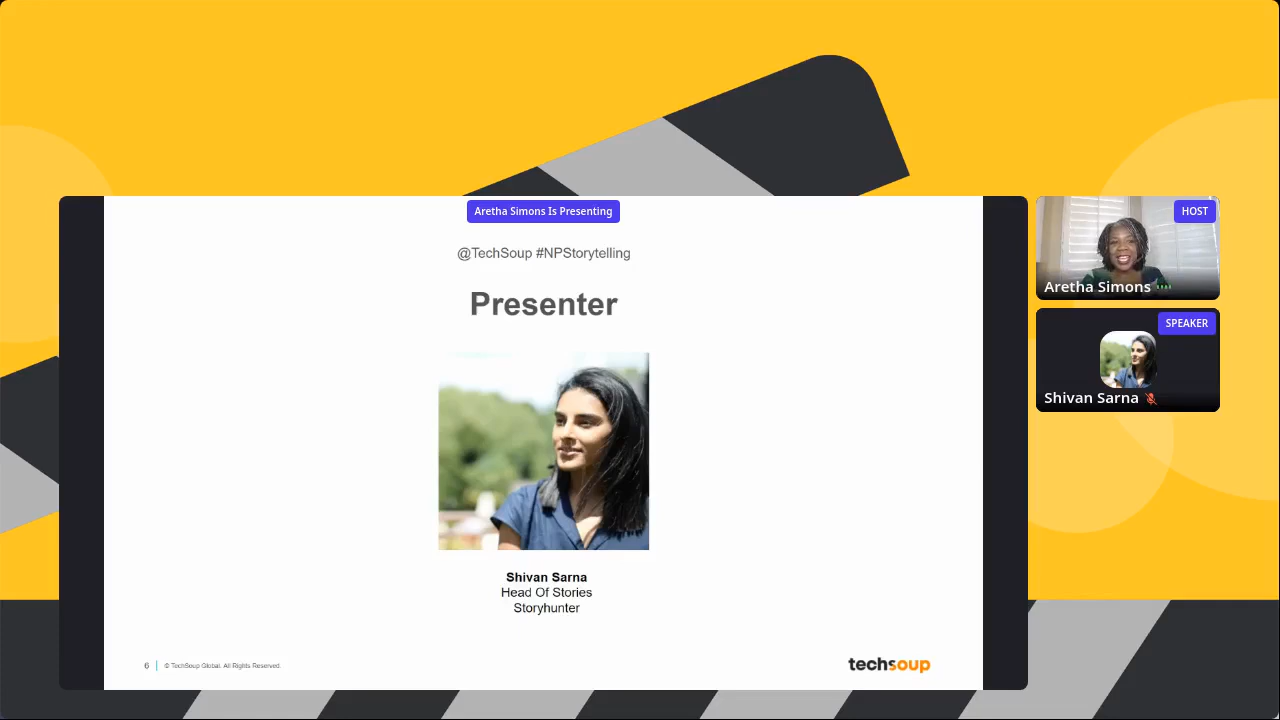 Aretha Simons Is Presenting
@TechSoup #NPStorytelling
Presenter
Shivan Sarna
Head Of Stories
Storyhunter
6 | © TechSoup Global. All Rights Reserved.
techsoup
HOST
Aretha Simons
SPEAKER
Shivan Sarna